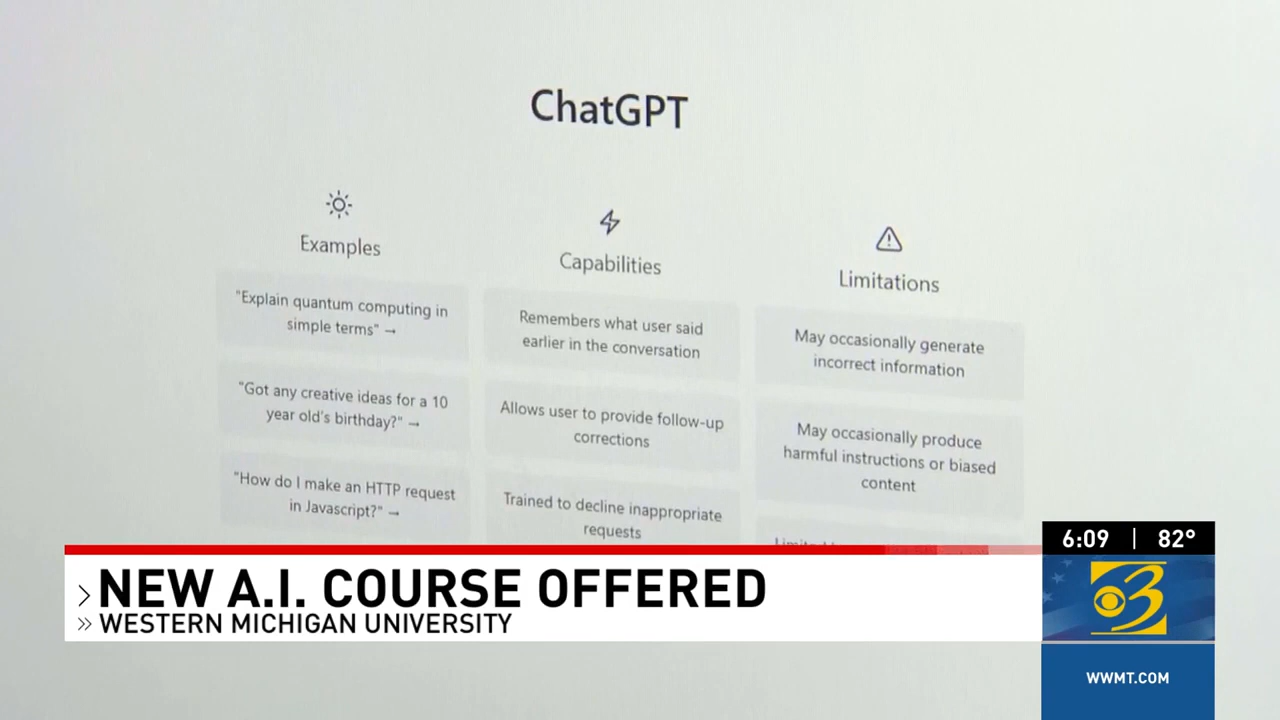 ChatGPT
Examples
Capabilities
Limitations
"Explain quantum computing in
simple terms" →
"Got any creative ideas for a 10
year old's birthday?" →
"How do I make an HTTP request
in Javascript?" →
Remembers what user said
earlier in the conversation
Allows user to provide follow-up
corrections
Trained to decline inappropriate
requests
May occasionally generate
incorrect information
May occasionally produce
harmful instructions or biased
content
NEW A.I. COURSE OFFERED
WESTERN MICHIGAN UNIVERSITY
6:09 | 82°
3
WWMT.COM